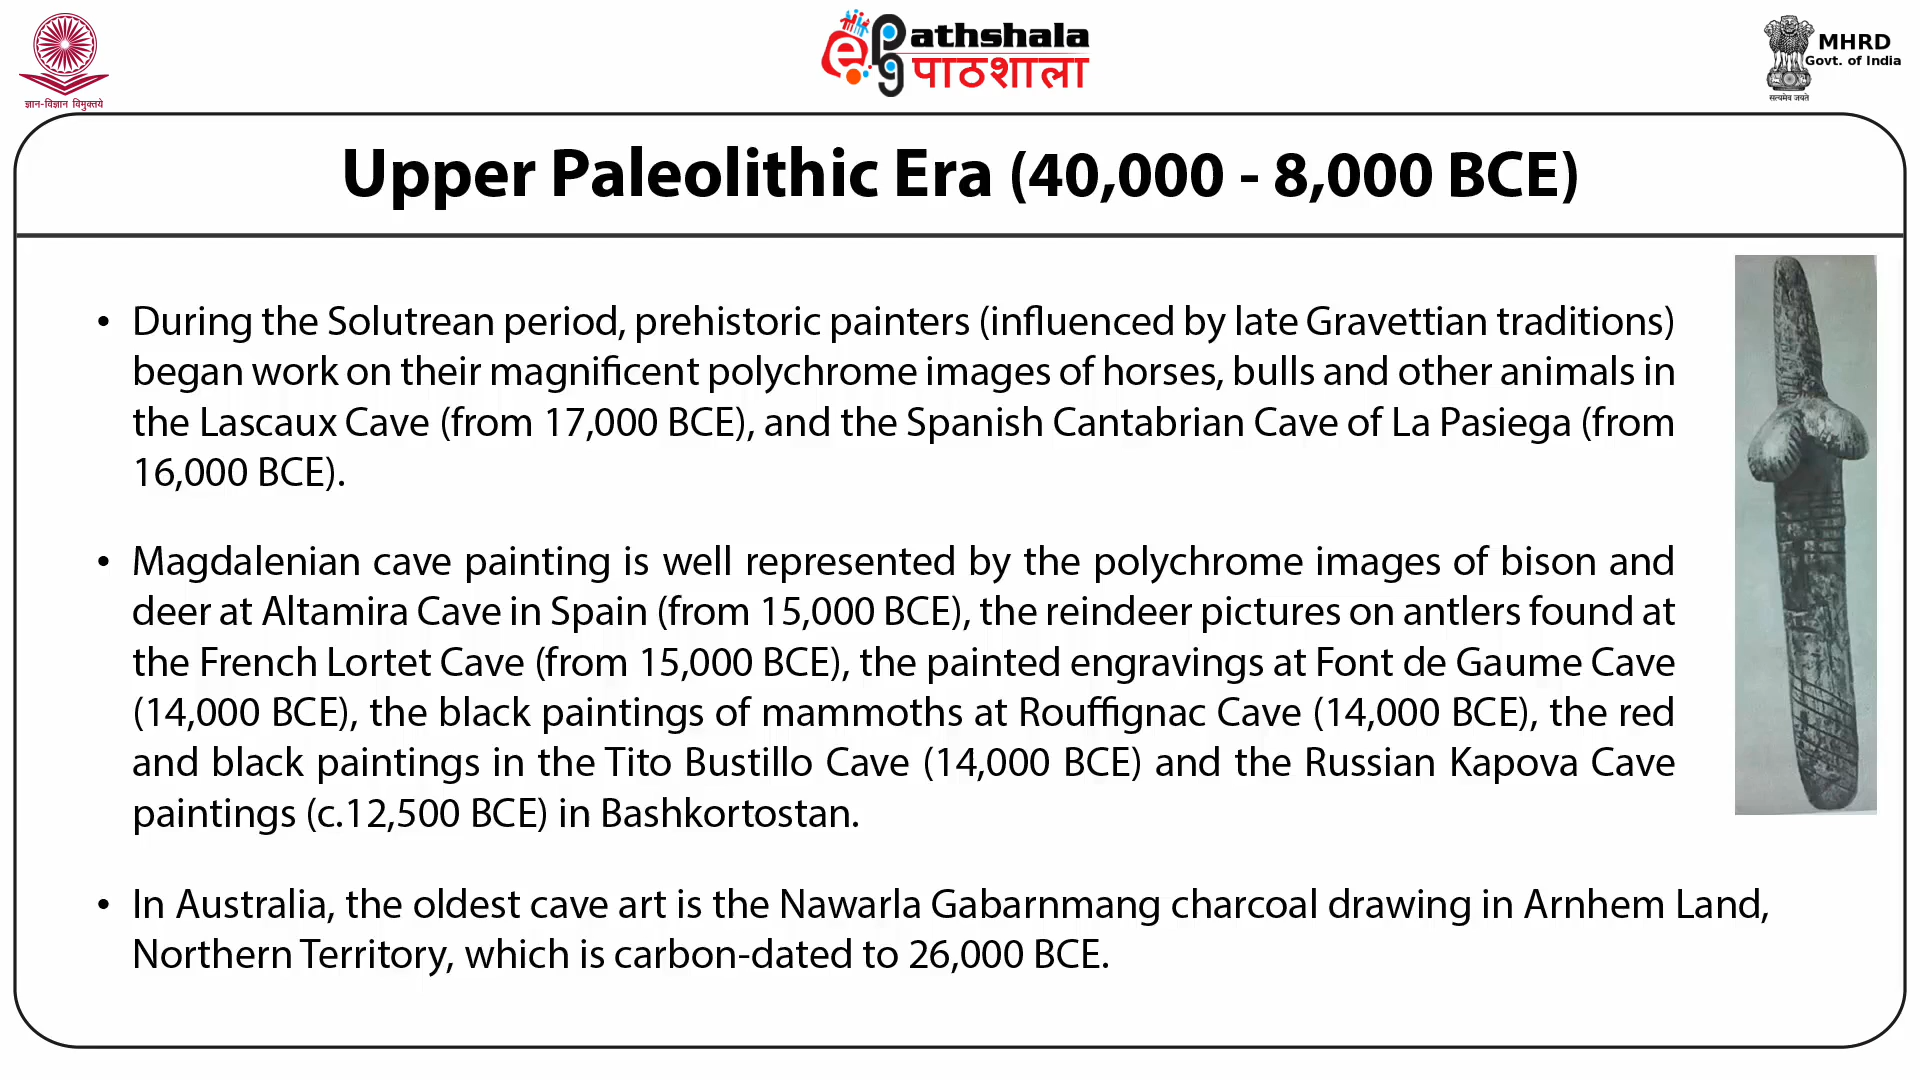 ज्ञान-विज्ञान विमुक्तये
ePathshala
पाठशाला
MHRD
Govt. of India
सत्यमेव जयते
Upper Paleolithic Era (40,000 - 8,000 BCE)
• During the Solutrean period, prehistoric painters (influenced by late Gravettian traditions)
began work on their magnificent polychrome images of horses, bulls and other animals in
the Lascaux Cave (from 17,000 BCE), and the Spanish Cantabrian Cave of La Pasiega (from
16,000 BCE).
• Magdalenian cave painting is well represented by the polychrome images of bison and
deer at Altamira Cave in Spain (from 15,000 BCE), the reindeer pictures on antlers found at
the French Lortet Cave (from 15,000 BCE), the painted engravings at Font de Gaume Cave
(14,000 BCE), the black paintings of mammoths at Rouffignac Cave (14,000 BCE), the red
and black paintings in the Tito Bustillo Cave (14,000 BCE) and the Russian Kapova Cave
paintings (c.12,500 BCE) in Bashkortostan.
• In Australia, the oldest cave art is the Nawarla Gabarnmang charcoal drawing in Arnhem Land,
Northern Territory, which is carbon-dated to 26,000 BCE.